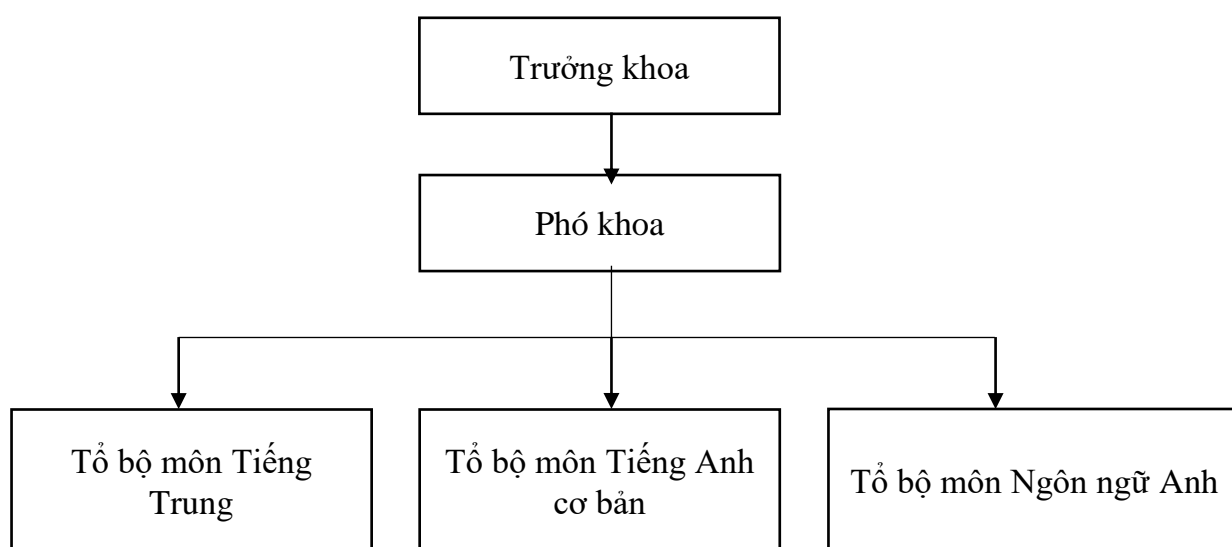 Trưởng khoa
Phó khoa
Tổ bộ môn Tiếng
Trung
Tổ bộ môn Tiếng Anh
cơ bản
Tổ bộ môn Ngôn ngữ Anh